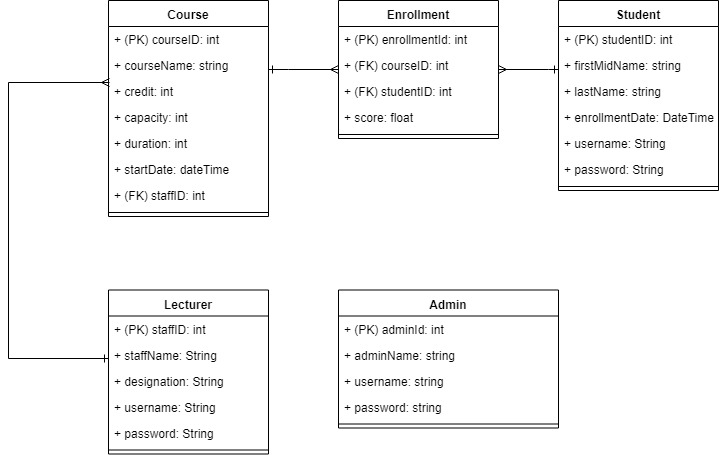 Course
+ (PK) courseID: int
+ courseName: string
+ credit: int
+ capacity: int
+ duration: int
+ startDate: dateTime
+ (FK) staffID: int
Enrollment
+ (PK) enrollmentId: int
+ (FK) courseID: int
+ (FK) studentID: int
+ score: float
Student
+ (PK) studentID: int
+ firstMidName: string
+ lastName: string
+ enrollmentDate: DateTime
+ username: String
+ password: String
Lecturer
+ (PK) staffID: int
+ staffName: String
+ designation: String
+ username: String
+ password: String
Admin
+ (PK) adminId: int
+ adminName: string
+ username: string
+ password: string